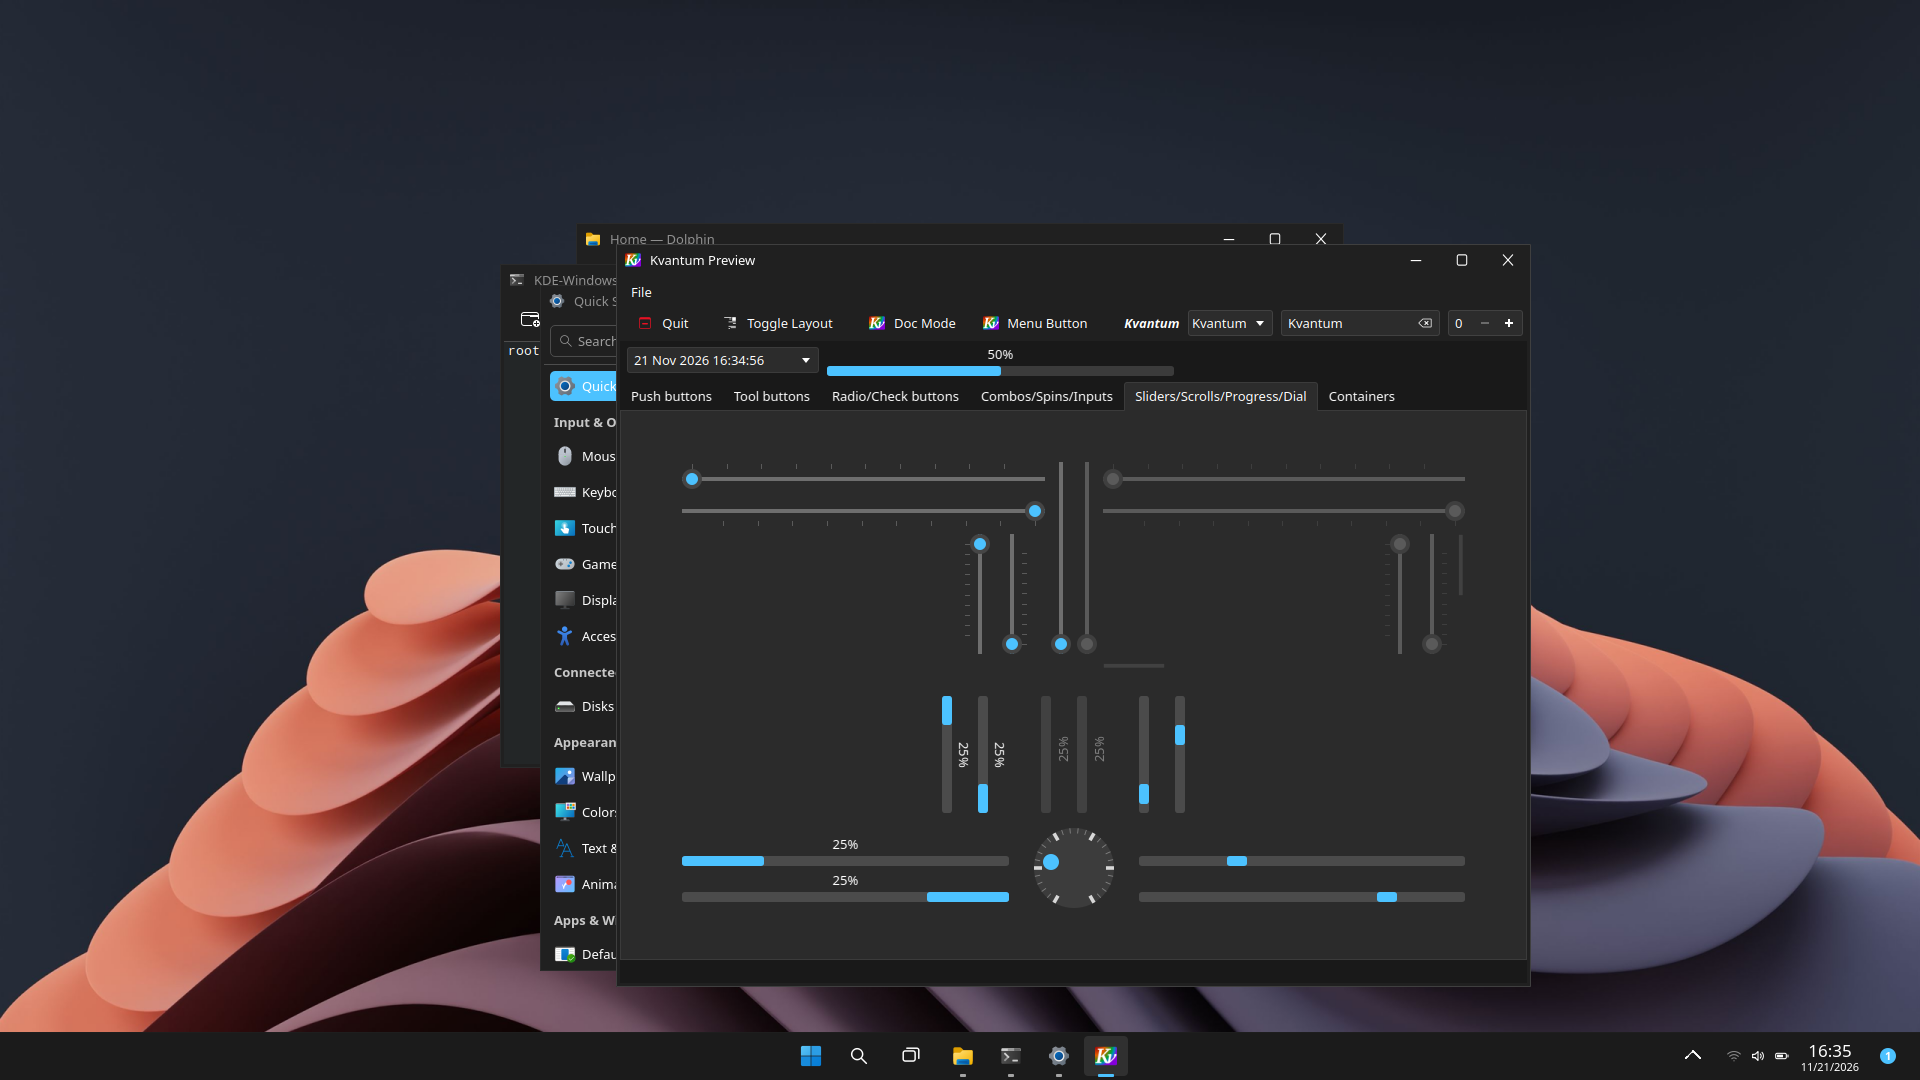 Home — Dolphin
Kvantum Preview
KDE-Windows
Quick S
File
Quit
Toggle Layout
Doc Mode
Menu Button
Kvantum
Kvantum
Kvantum
0
Search
root
21 Nov 2026 16:34:56
50%
Quick
Push buttons
Tool buttons
Radio/Check buttons
Combos/Spins/Inputs
Sliders/Scrolls/Progress/Dial
Containers
Input & O
Mous
Keybo
Touch
Game
Displa
Acces
Connecte
Disks
Appearan
Wallp
Colors
Text &
Anima
Apps & W
Defau
25%
25%
25%
25%
25%
25%
16:35
11/21/2026
1